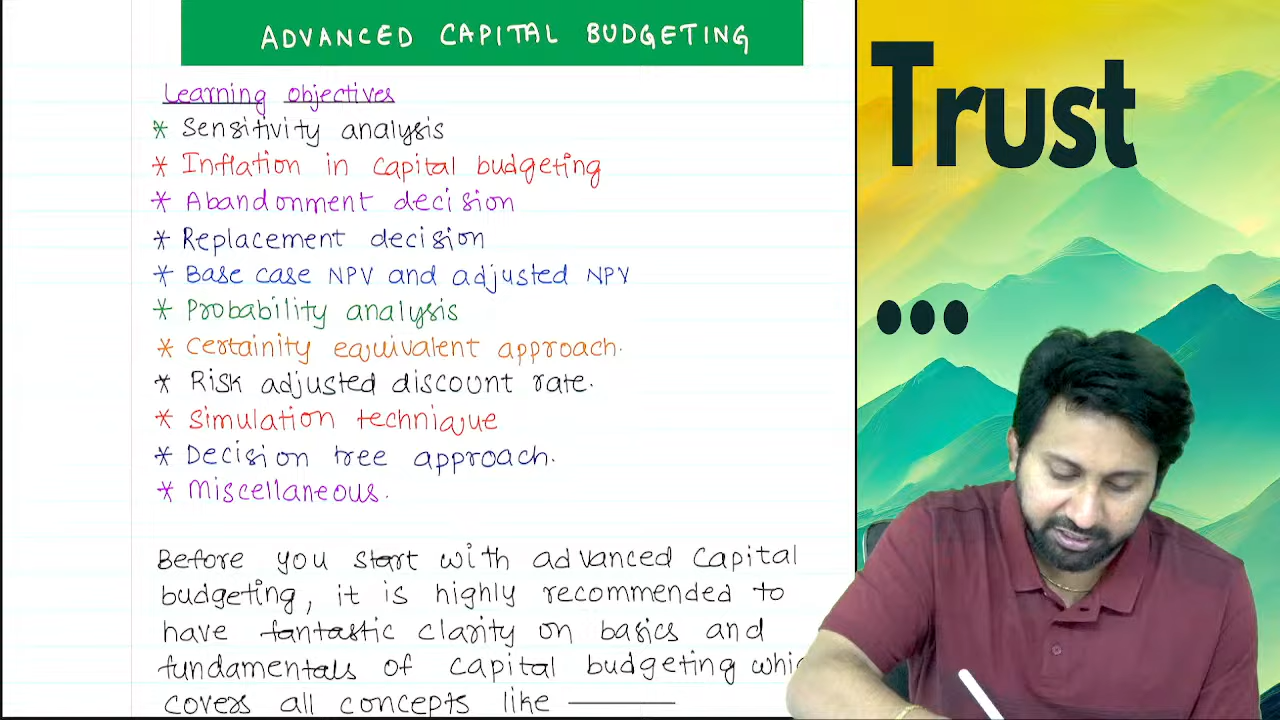 ADVANCED CAPITAL BUDGETING
Learning objectives
* Sensitivity analysis
* Inflation in capital budgeting
* Abandonment decision
* Replacement decision
* Base case NPV and adjusted NPV
* Probability analysis
* Certainity equivalent approach.
* Risk adjusted discount rate.
* Simulation technique
* Decision tree approach.
* Miscellaneous.
Before you start with advanced capital
budgeting, it is highly recommended to
have fantastic clarity on basics and
fundamentals of capital budgeting whic
covers all concepts like ______
Trust
...